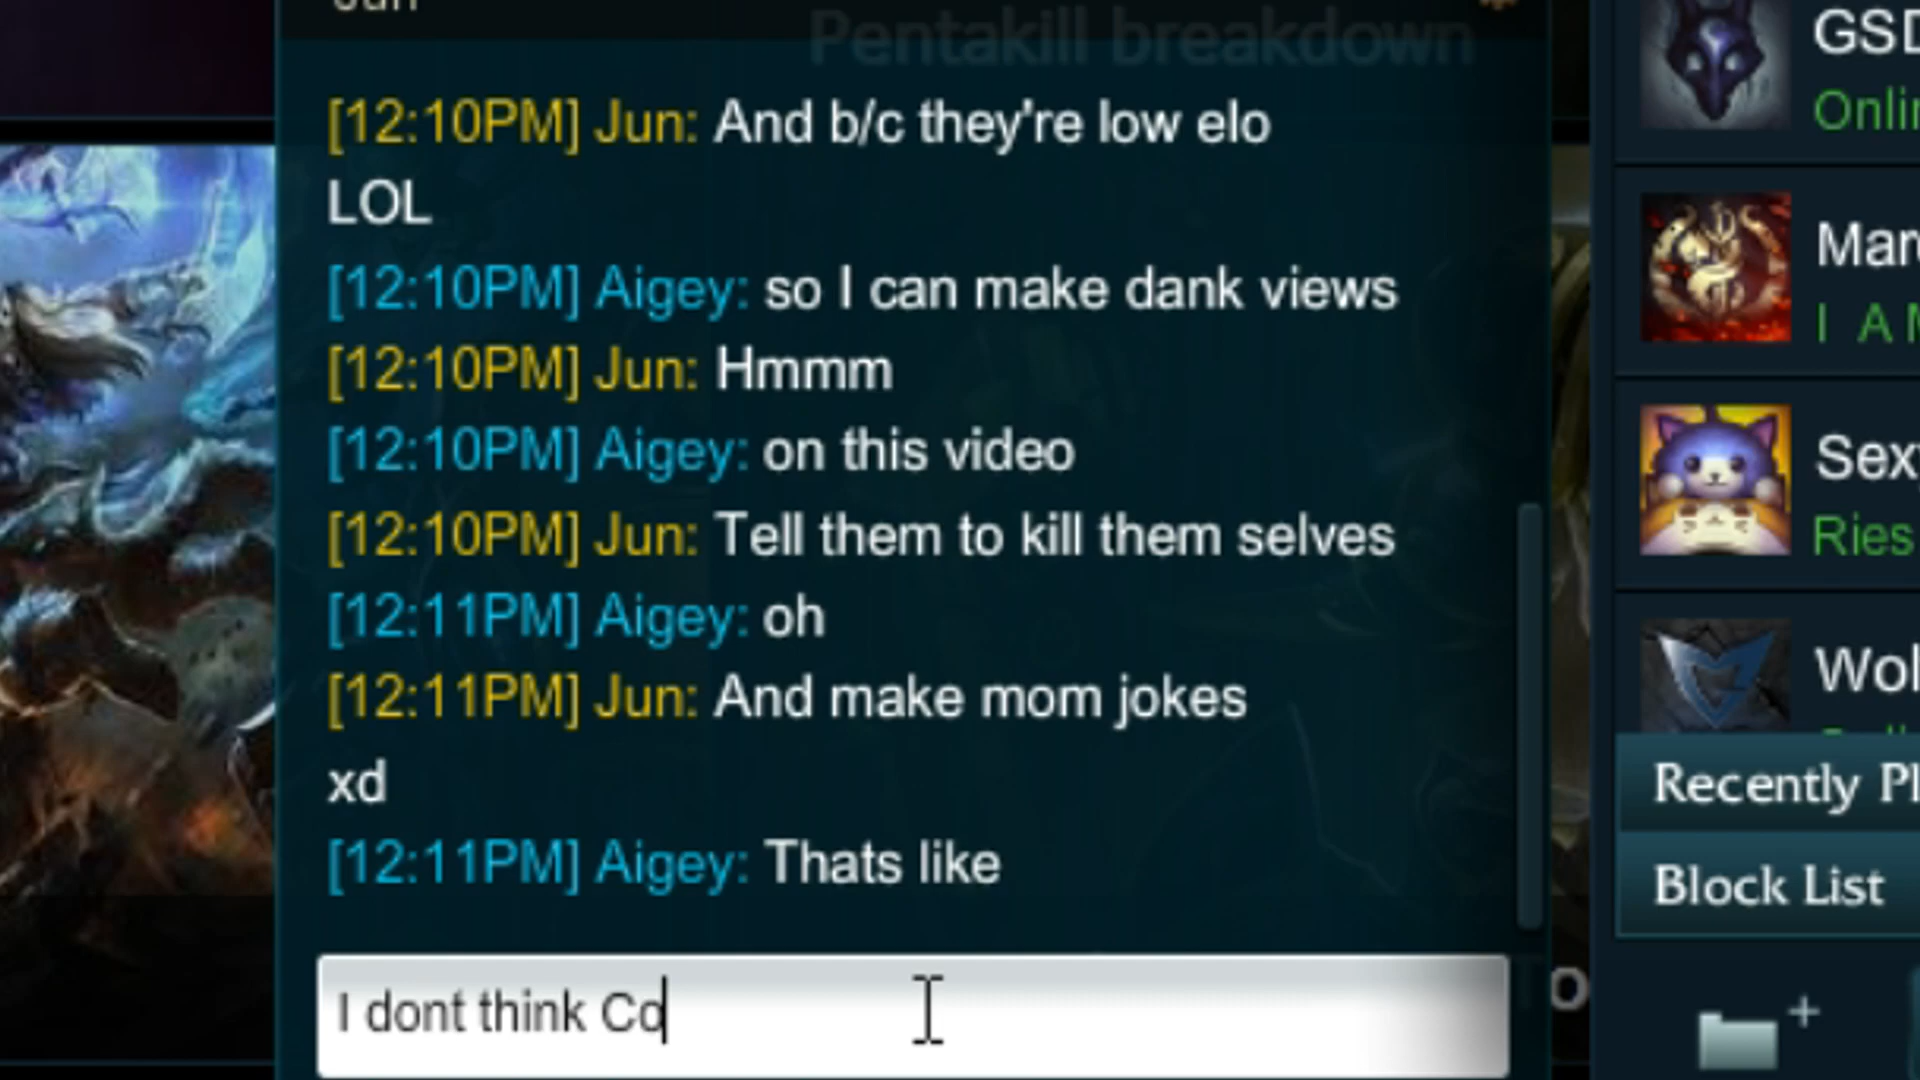 Jun
Pentakill breakdown
[12:10PM] Jun: And b/c they're low elo
LOL
[12:10PM] Aigey: so I can make dank views
[12:10PM] Jun: Hmmm
[12:10PM] Aigey: on this video
[12:10PM] Jun: Tell them to kill them selves
[12:11PM] Aigey: oh
[12:11PM] Jun: And make mom jokes
xd
[12:11PM] Aigey: Thats like
I dont think Co
GSD
Onlin
Mar
I AM
Sex
Ries
Wol
Recently Pl
Block List